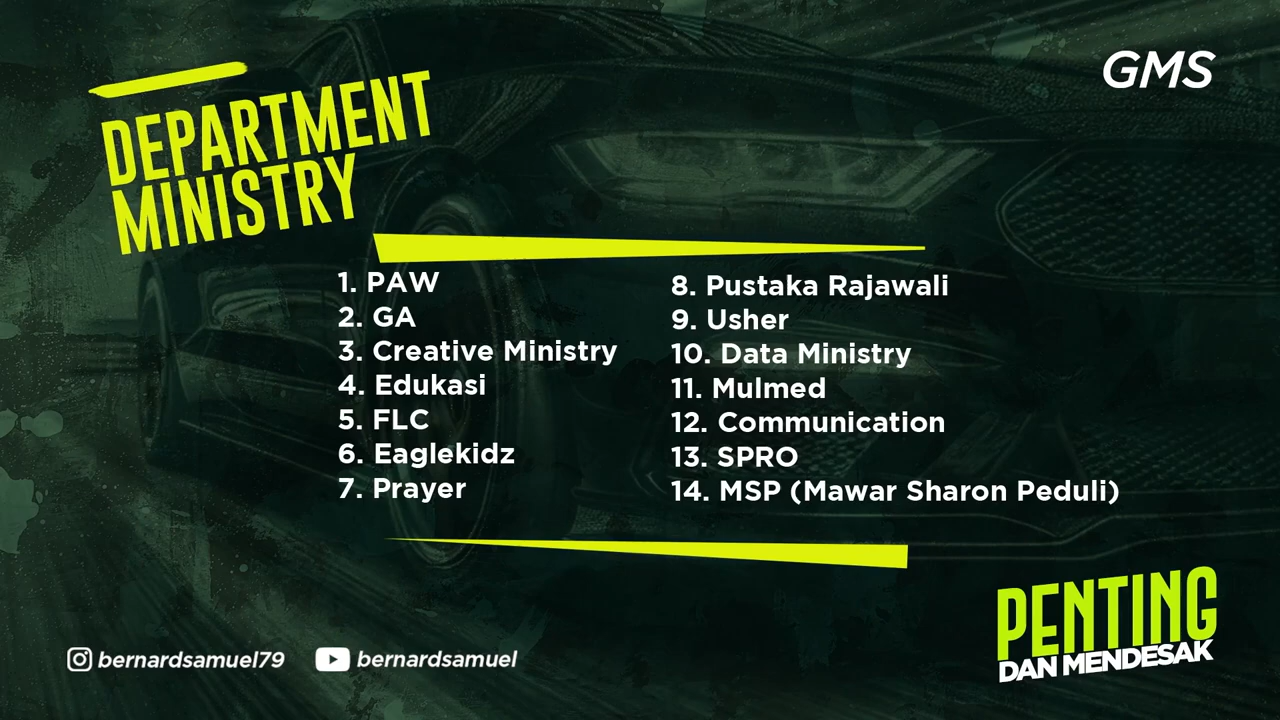 GMS
DEPARTMENT
MINISTRY
1. PAW
2. GA
3. Creative Ministry
4. Edukasi
5. FLC
6. Eaglekidz
7. Prayer
8. Pustaka Rajawali
9. Usher
10. Data Ministry
11. Mulmed
12. Communication
13. SPRO
14. MSP (Mawar Sharon Peduli)
bernardsamuel79
bernardsamuel
PENTING
DAN MENDESAK